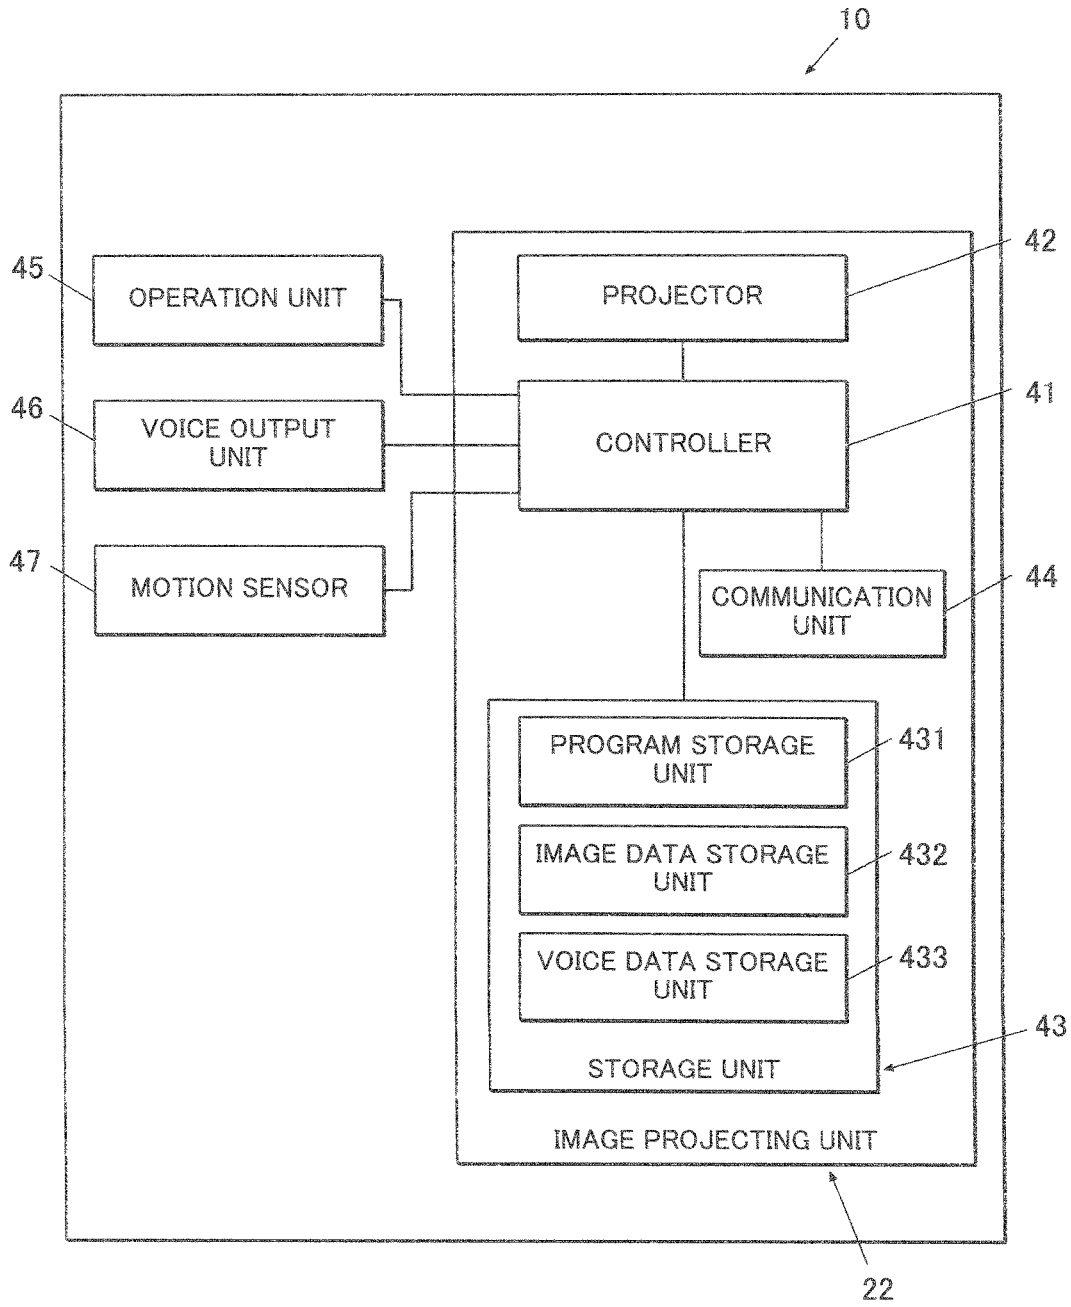 10
42
45
OPERATION UNIT
PROJECTOR
41
46
VOICE OUTPUT
UNIT
CONTROLLER
47
MOTION SENSOR
44
COMMUNICATION
UNIT
431
PROGRAM STORAGE
UNIT
432
IMAGE DATA STORAGE
UNIT
433
VOICE DATA STORAGE
UNIT
43
STORAGE UNIT
IMAGE PROJECTING UNIT
22